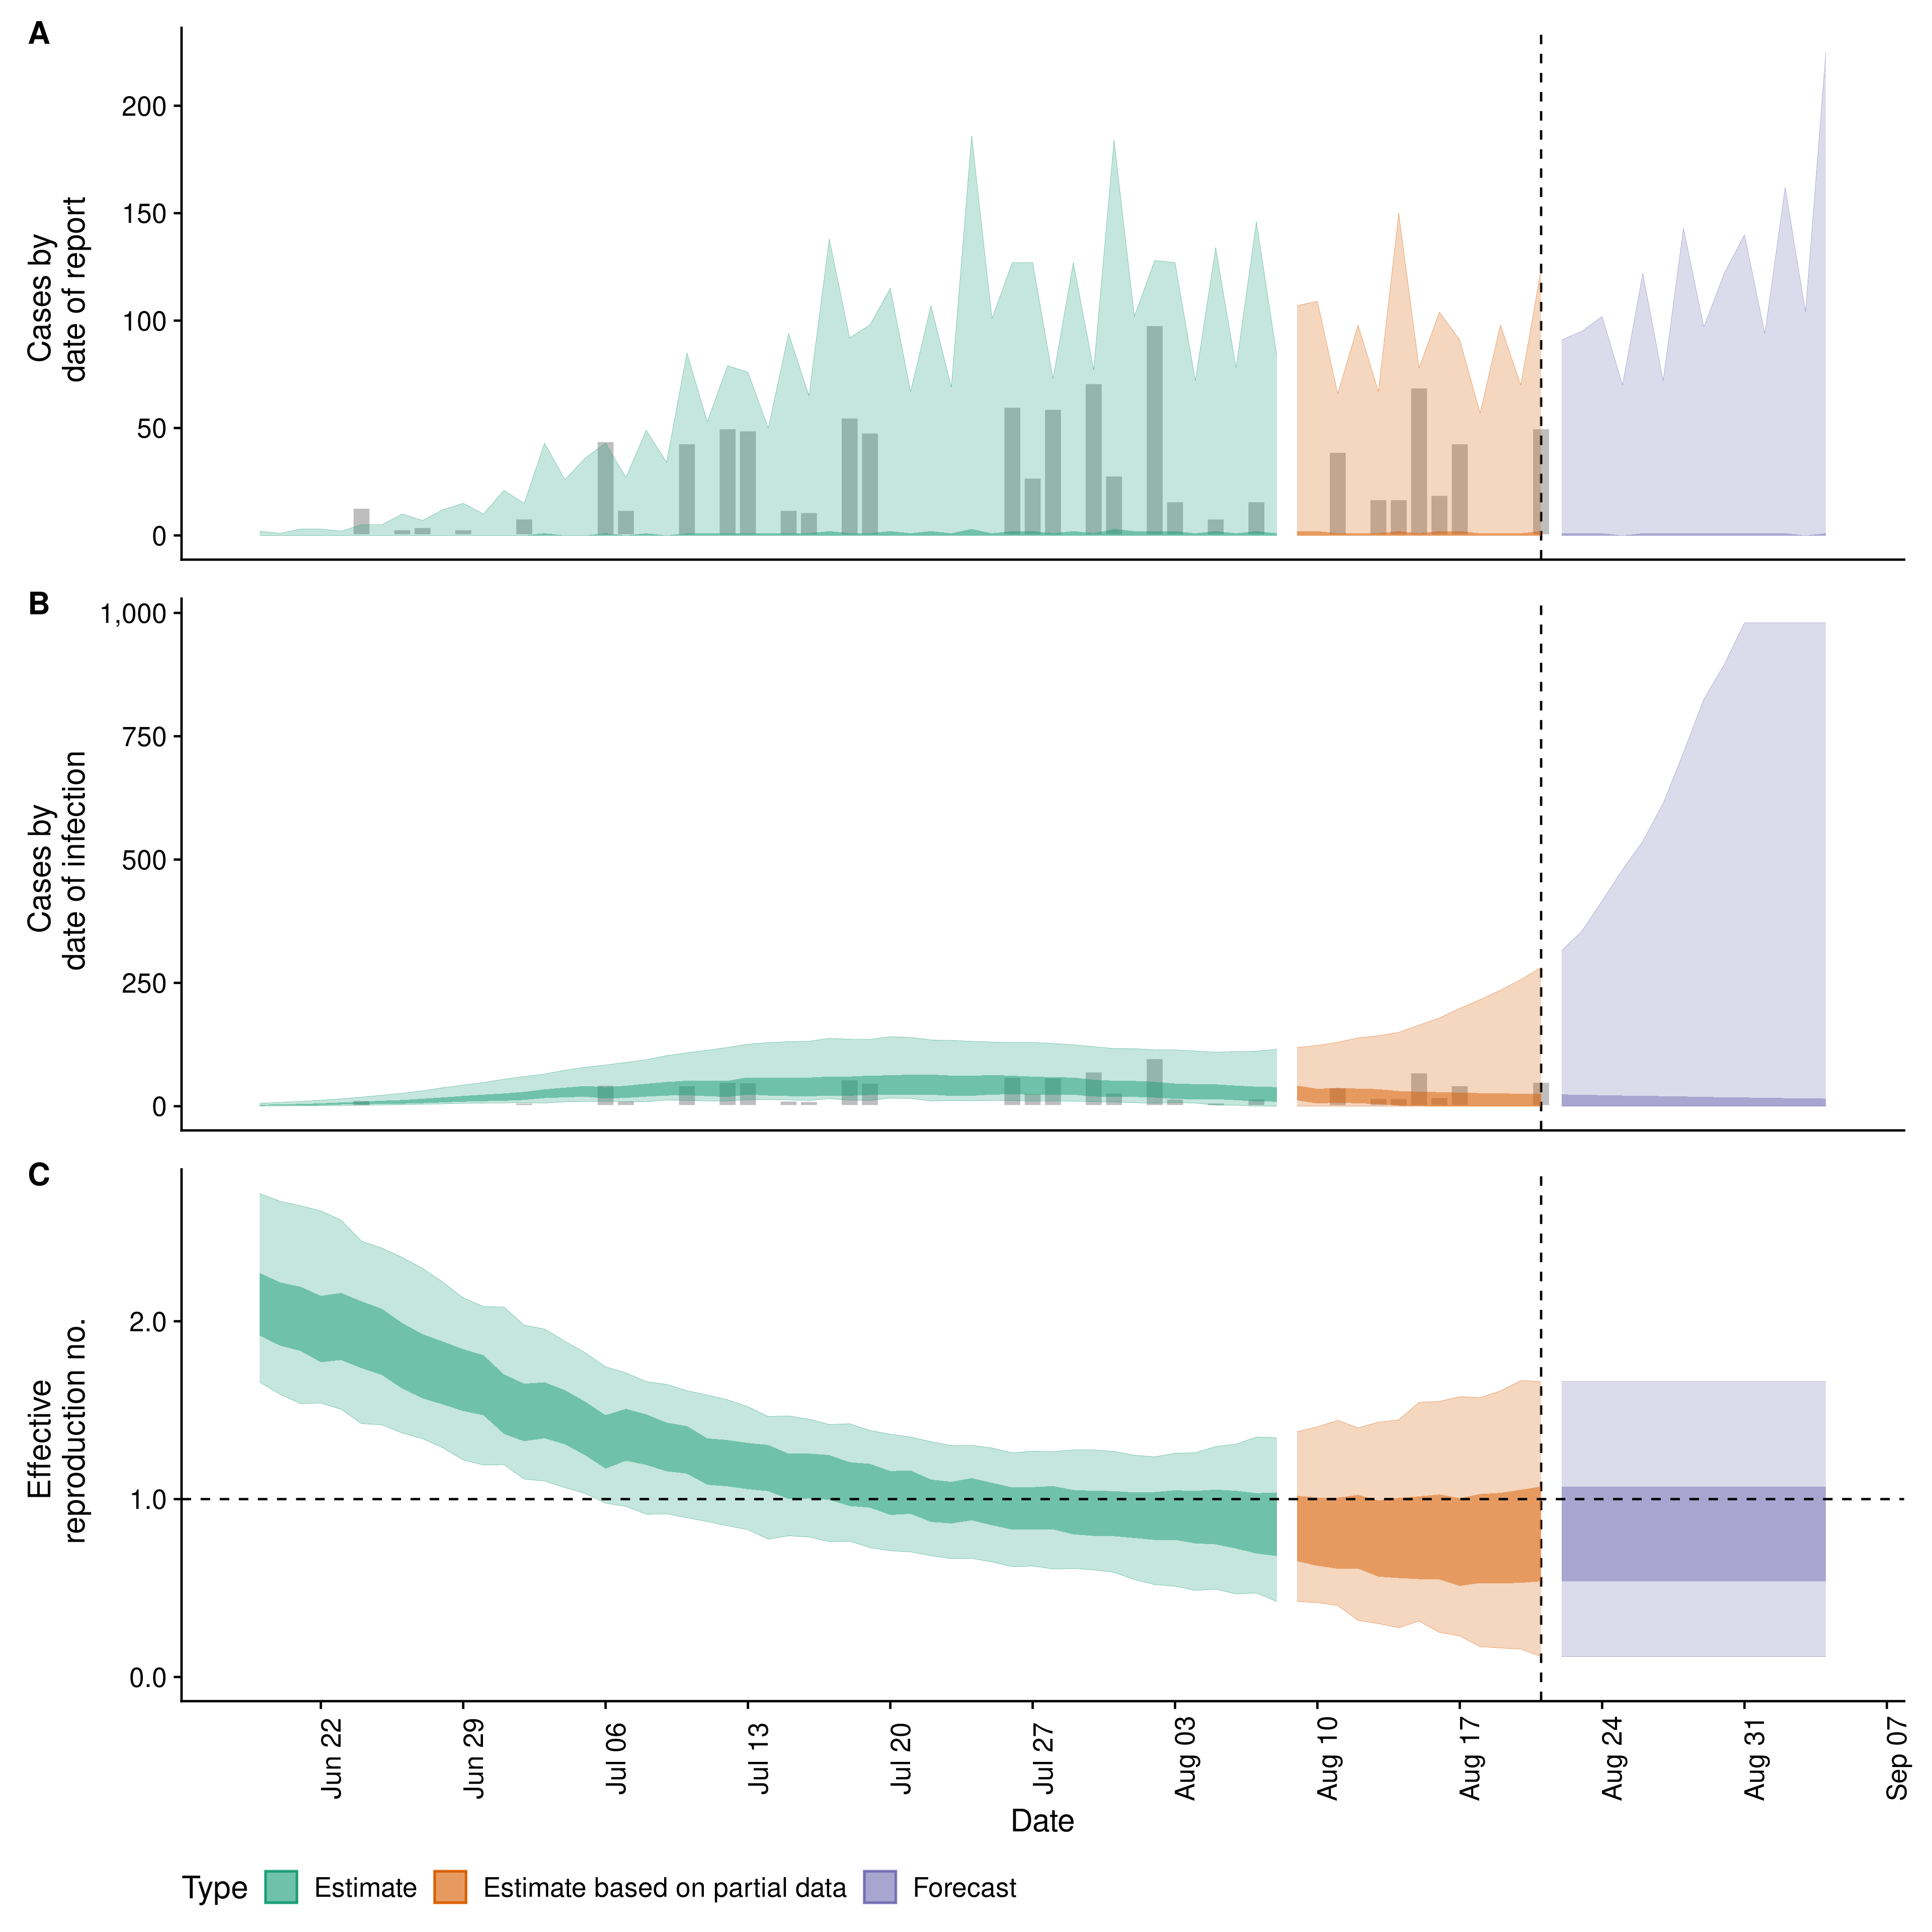 A
Cases by
date of report
200
150
100
50
0
B
Cases by
date of infection
1,000
750
500
250
0
C
Effective
reproduction no.
2.0
1.0
0.0
Jun 22
Jun 29
Jul 06
Jul 13
Jul 20
Jul 27
Aug 03
Aug 10
Aug 17
Aug 24
Aug 31
Sep 07
Date
Type Estimate Estimate based on partial data Forecast